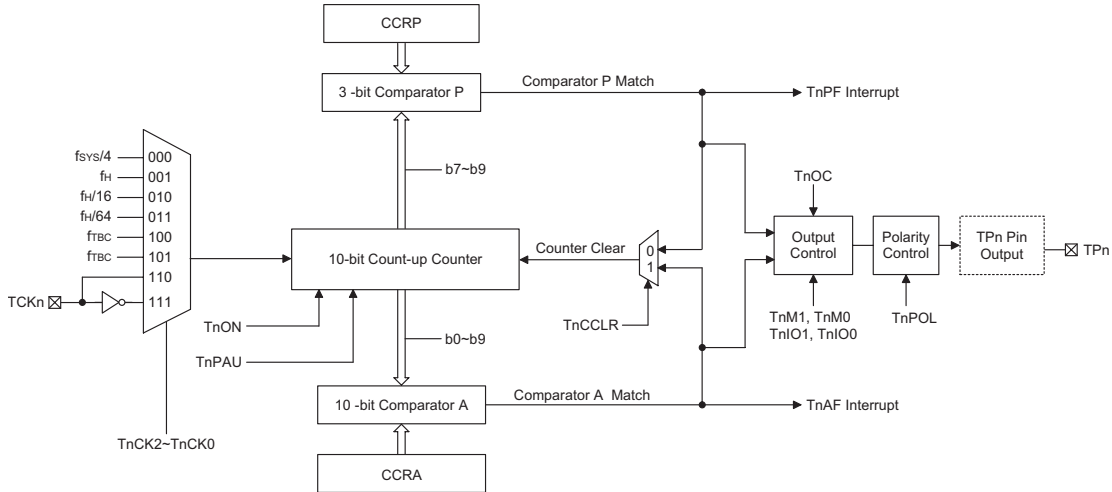 CCRP
3 -bit Comparator P
Comparator P Match
TnPF Interrupt
b7~b9
fSYS/4
000
fH
001
fH/16
010
fH/64
011
fTBC
100
fTBC
101
110
TCKn
111
10-bit Count-up Counter
Counter Clear
0
1
TnOC
Output
Control
Polarity
Control
TPn Pin
Output
TPn
TnON
TnPAU
TnCCLR
TnM1, TnM0
TnIO1, TnIO0
TnPOL
b0~b9
10 -bit Comparator A
Comparator A  Match
TnAF Interrupt
TnCK2~TnCK0
CCRA